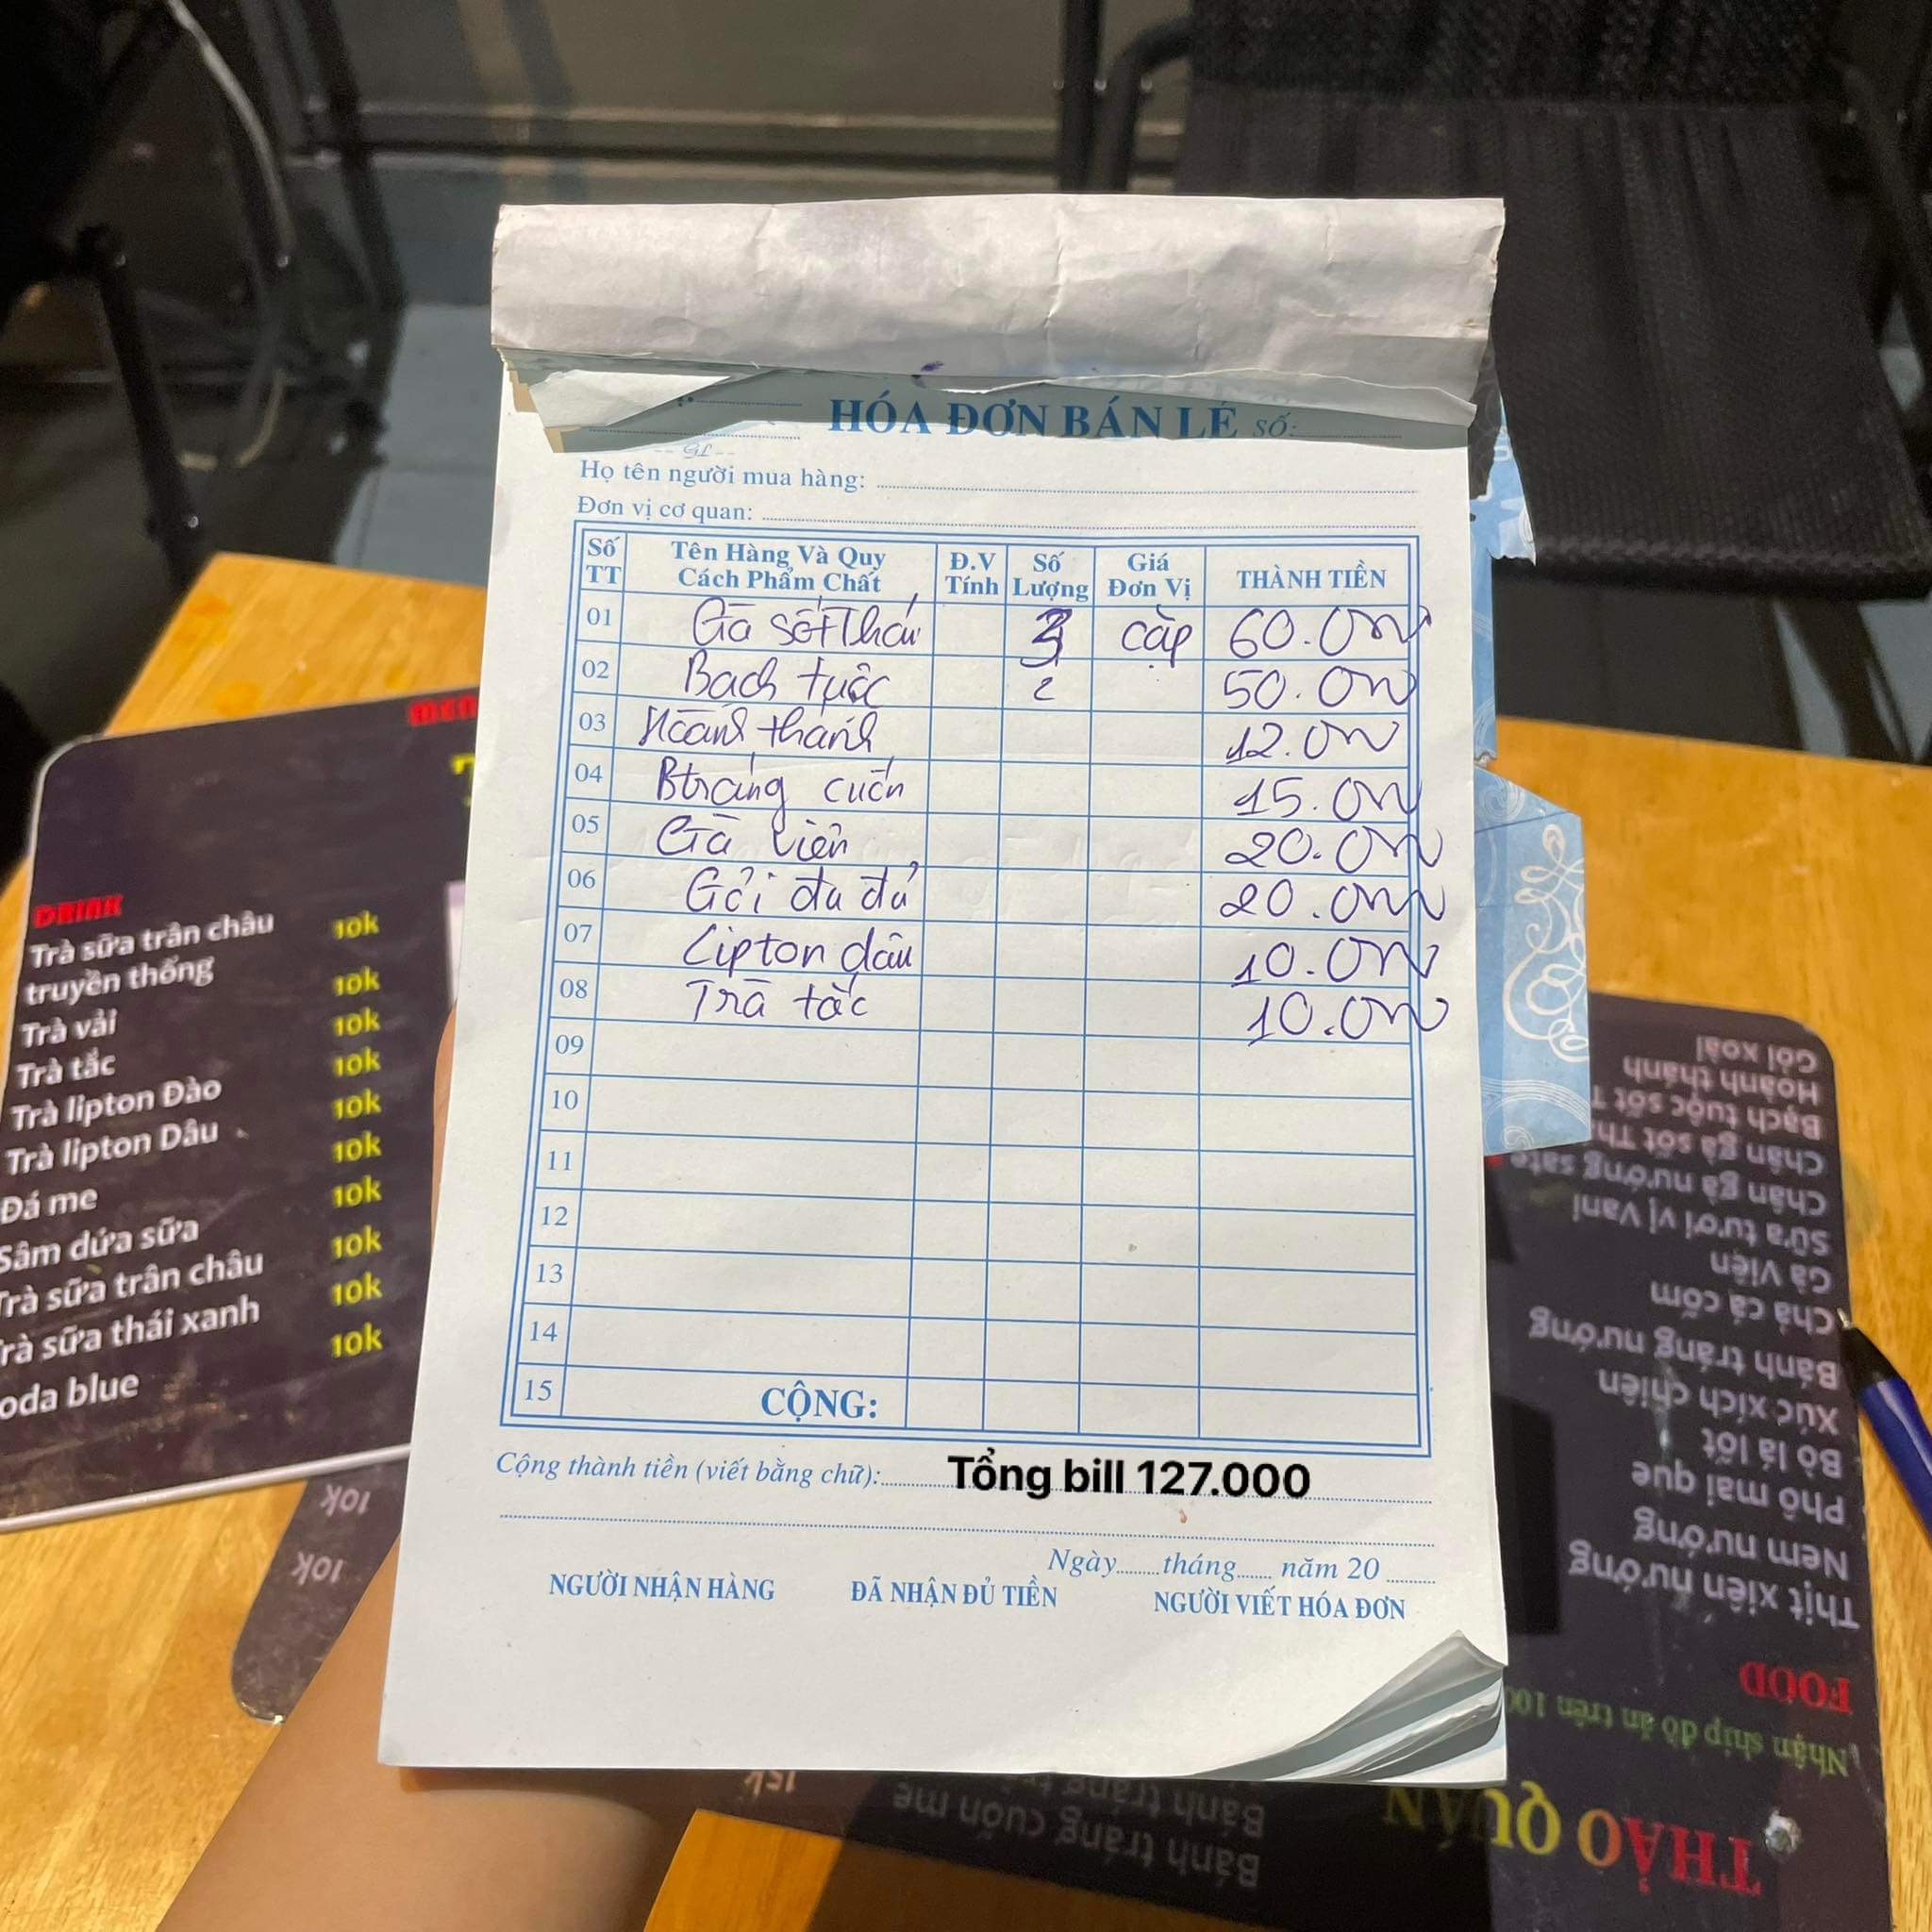 HÓA ĐƠN BÁN LẺ SỐ:
Họ tên người mua hàng:
Đơn vị cơ quan:
Số TT Tên Hàng Và Quy Cách Phẩm Chất Đ.V Tính Số Lượng Giá Đơn Vị THÀNH TIỀN
01 Gà sốt Thái 3 cặp 60.000
02 Bạch tuộc 2 50.000
03 Hoành thánh 12.000
04 Btráng cuốn 15.000
05 Gà viên 20.000
06 Gỏi đu đủ 20.000
07 Lipton dâu 10.000
08 Trà tắc 10.000
09
10
11
12
13
14
15 CỘNG:
Cộng thành tiền (viết bằng chữ): Tổng bill 127.000
Ngày tháng năm 20
NGƯỜI NHẬN HÀNG ĐÃ NHẬN ĐỦ TIỀN NGƯỜI VIẾT HÓA ĐƠN
DRINK
Trà sữa trân châu 10k
truyền thống
Trà vải 10k
Trà tắc 10k
Trà lipton Đào 10k
Trà lipton Dâu 10k
Đá me 10k
Sâm dứa sữa 10k
Trà sữa trân châu 10k
Trà sữa thái xanh 10k
oda blue 10k
THẢO QUÁN
Nhận ship đồ ăn trên 100
FOOD
Thịt xiên nướng
Nem nướng
Phô mai que
Bò lá lốt
Xúc xích chiên
Bánh tráng nướng
Chả cá cốm
Gà Viên
Sữa tươi vị Vani
Chân gà nướng sate
Chân gà sốt Th
Bạch tuộc sốt T
Hoành thánh
Gỏi xoài
10k
10k
Bánh tráng cuốn me 15k
Bánh tráng